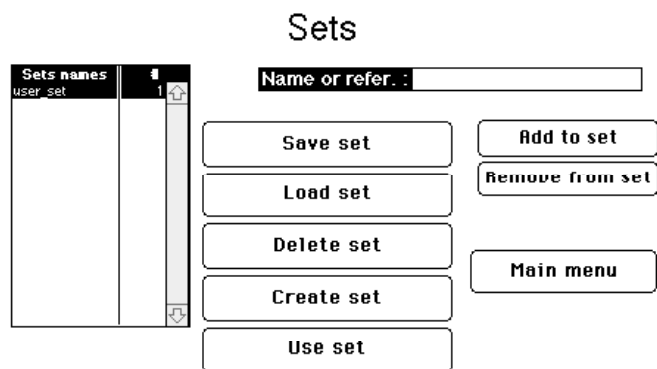 Sets
Sets names #
user_set 1
Name or refer. :
Save set
Load set
Delete set
Create set
Use set
Add to set
Remove from set
Main menu